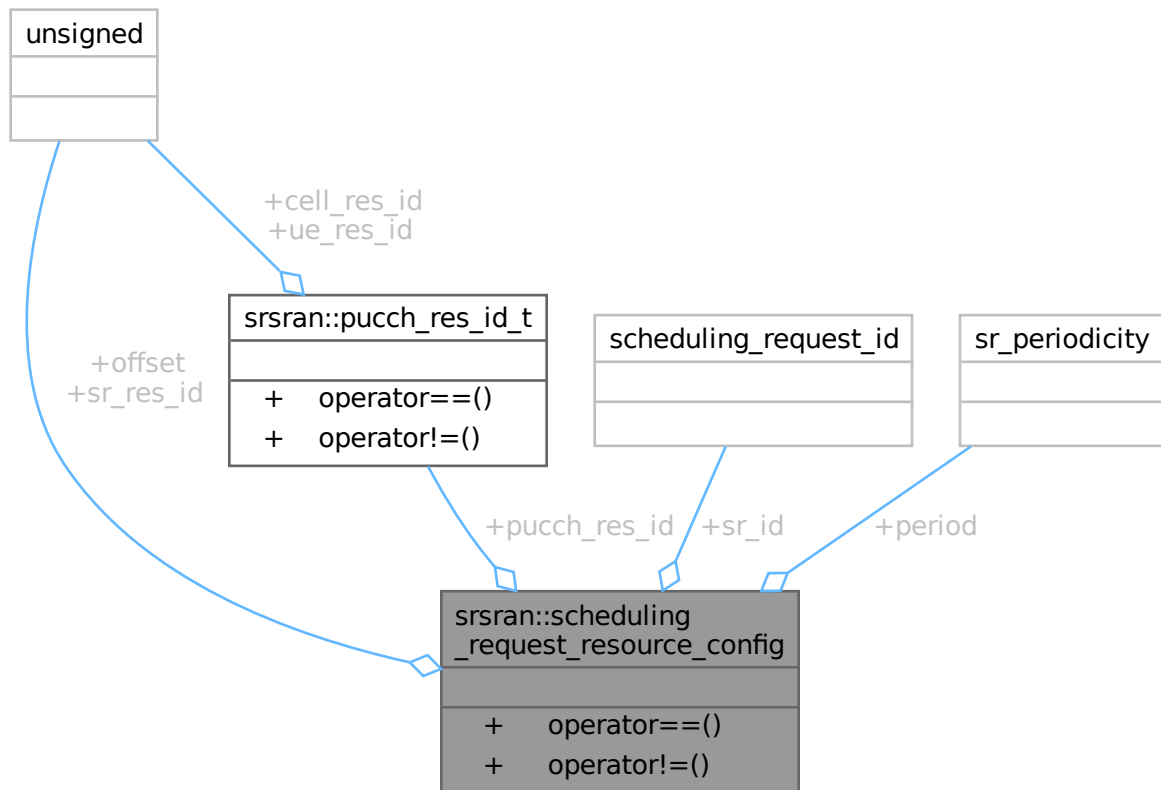 unsigned
+cell_res_id
+ue_res_id
srsran::pucch_res_id_t
+ operator==()
+ operator!=()
scheduling_request_id
sr_periodicity
+offset
+sr_res_id
+pucch_res_id
+sr_id
+period
srsran::scheduling
_request_resource_config
+ operator==()
+ operator!=()